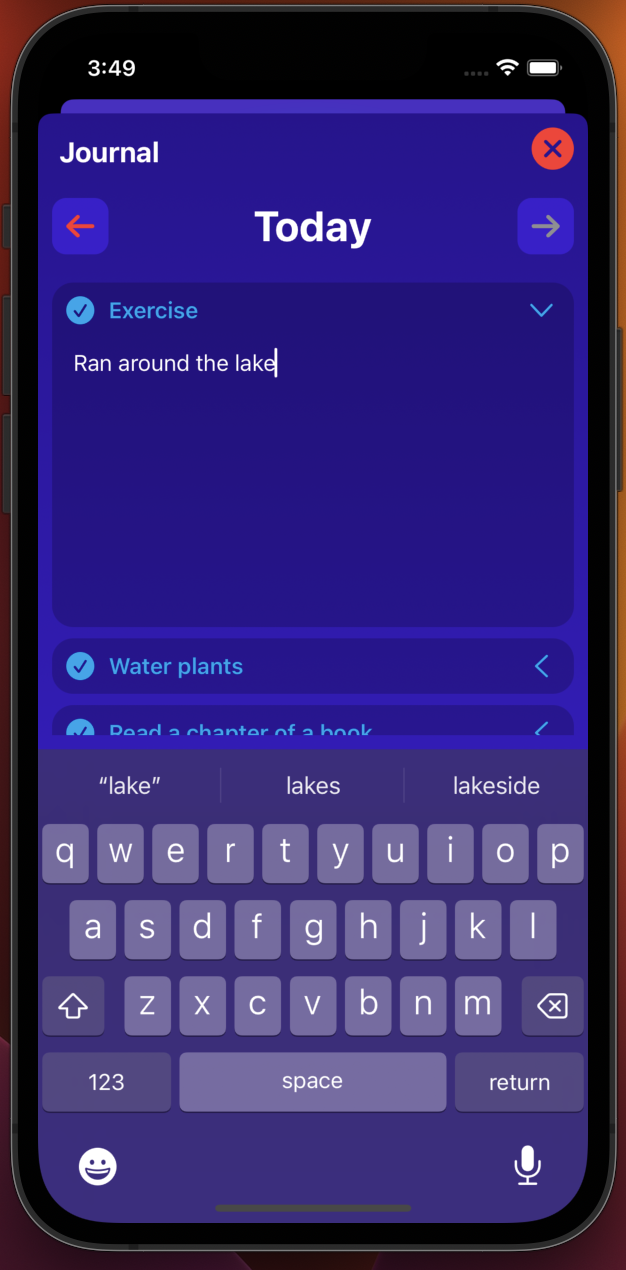 3:49
Journal
Today
Exercise
Ran around the lake
Water plants
Read a chapter of a book
“lake” lakes lakeside
q w e r t y u i o p
a s d f g h j k l
z x c v b n m
123 space return